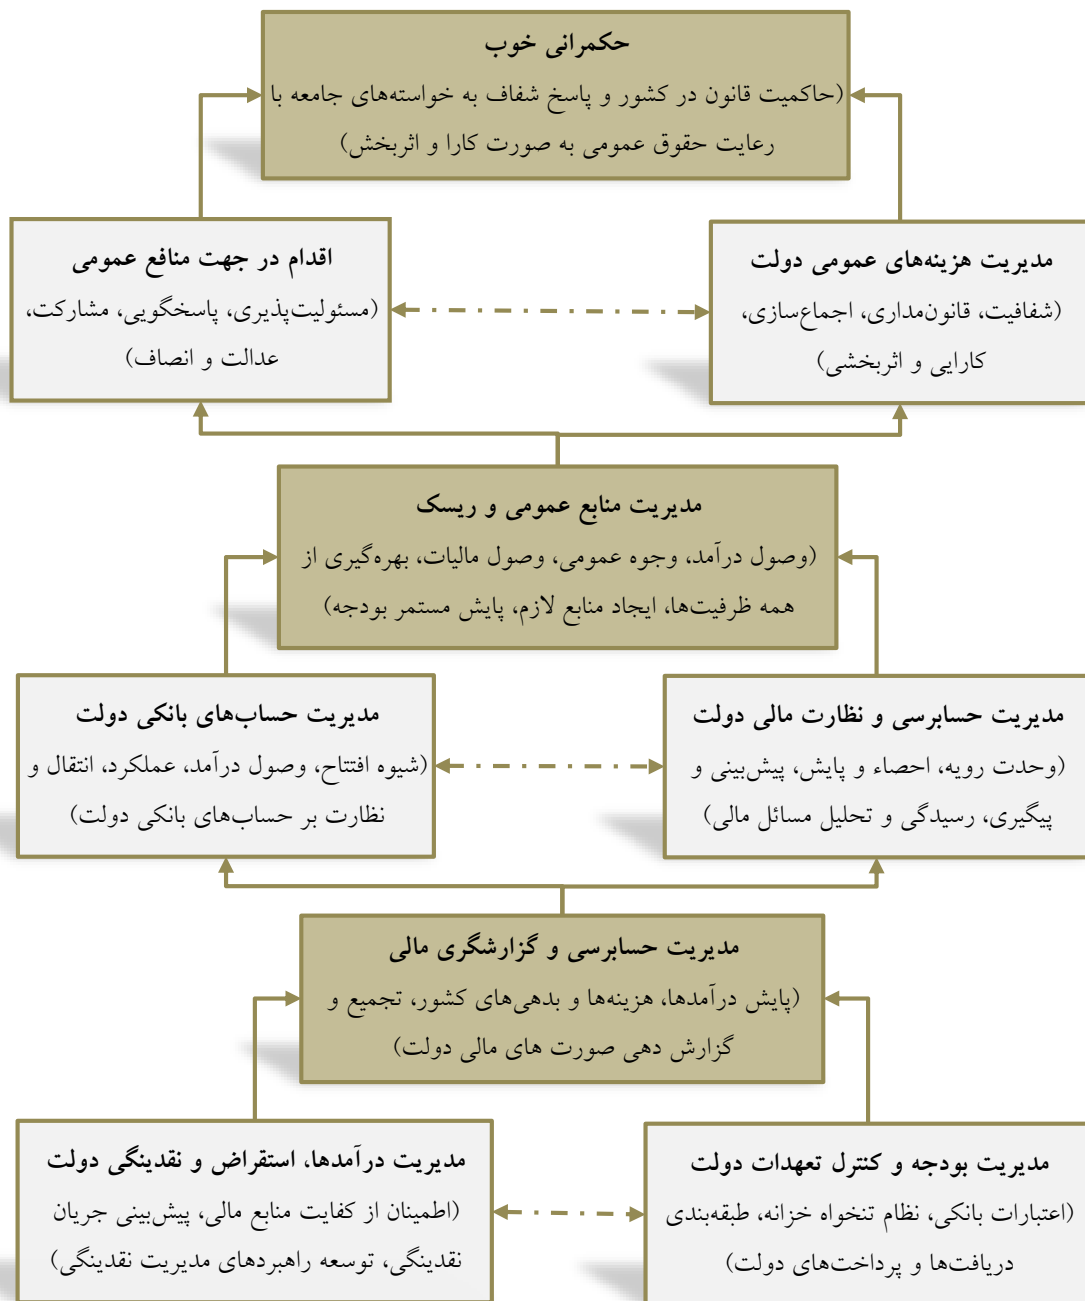 حکمرانی خوب
(حاکمیت قانون در کشور و پاسخ شفاف به خواسته‌های جامعه با
رعایت حقوق عمومی به صورت کارا و اثربخش)
مدیریت هزینه‌های عمومی دولت
(شفافیت، قانون‌مداری، اجماع‌سازی،
کارایی و اثربخشی)
اقدام در جهت منافع عمومی
(مسئولیت‌پذیری، پاسخگویی، مشارکت،
عدالت و انصاف)
مدیریت منابع عمومی و ریسک
(وصول درآمد، وجوه عمومی، وصول مالیات، بهره‌گیری از
همه ظرفیت‌ها، ایجاد منابع لازم، پایش مستمر بودجه)
مدیریت حسابرسی و نظارت مالی دولت
(وحدت رویه، احصاء و پایش، پیش‌بینی و
پیگیری، رسیدگی و تحلیل مسائل مالی)
مدیریت حساب‌های بانکی دولت
(شیوه افتتاح، وصول درآمد، عملکرد، انتقال و
نظارت بر حساب‌های بانکی دولت)
مدیریت حسابرسی و گزارشگری مالی
(پایش درآمدها، هزینه‌ها و بدهی‌های کشور، تجمیع و
گزارش دهی صورت های مالی دولت)
مدیریت بودجه و کنترل تعهدات دولت
(اعتبارات بانکی، نظام تنخواه خزانه، طبقه‌بندی
دریافت‌ها و پرداخت‌های دولت)
مدیریت درآمدها، استقراض و نقدینگی دولت
(اطمینان از کفایت منابع مالی، پیش‌بینی جریان
نقدینگی، توسعه راهبردهای مدیریت نقدینگی)